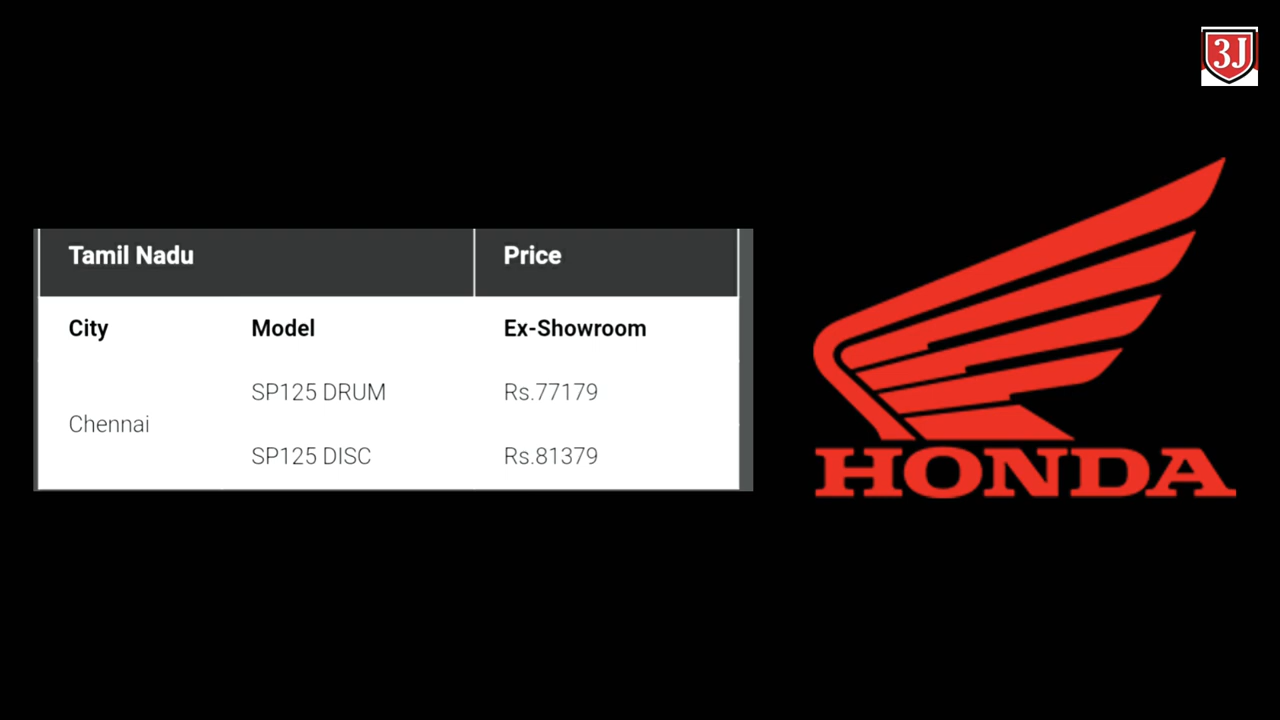 3J
Tamil Nadu Price
City Model Ex-Showroom
SP125 DRUM Rs.77179
Chennai
SP125 DISC Rs.81379
HONDA